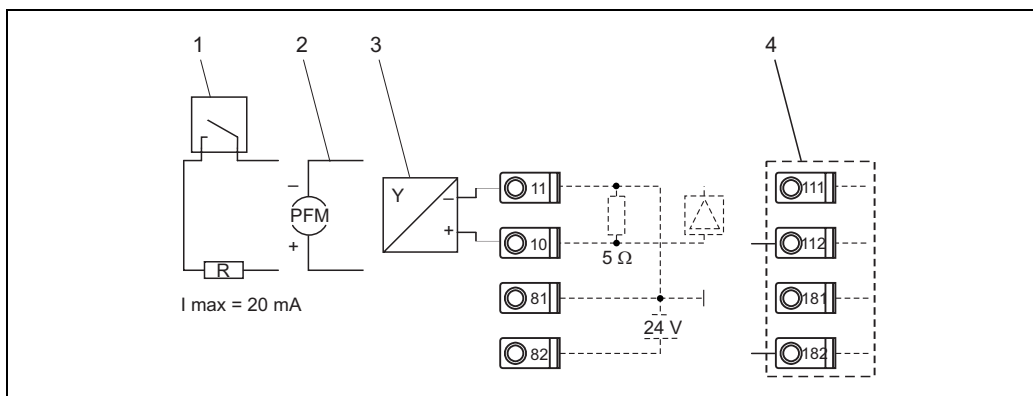 1 2 3 4
Y
–
+
–
PFM
+
R
I max = 20 mA
11
10
5 Ω
81
24 V
82
111
112
181
182